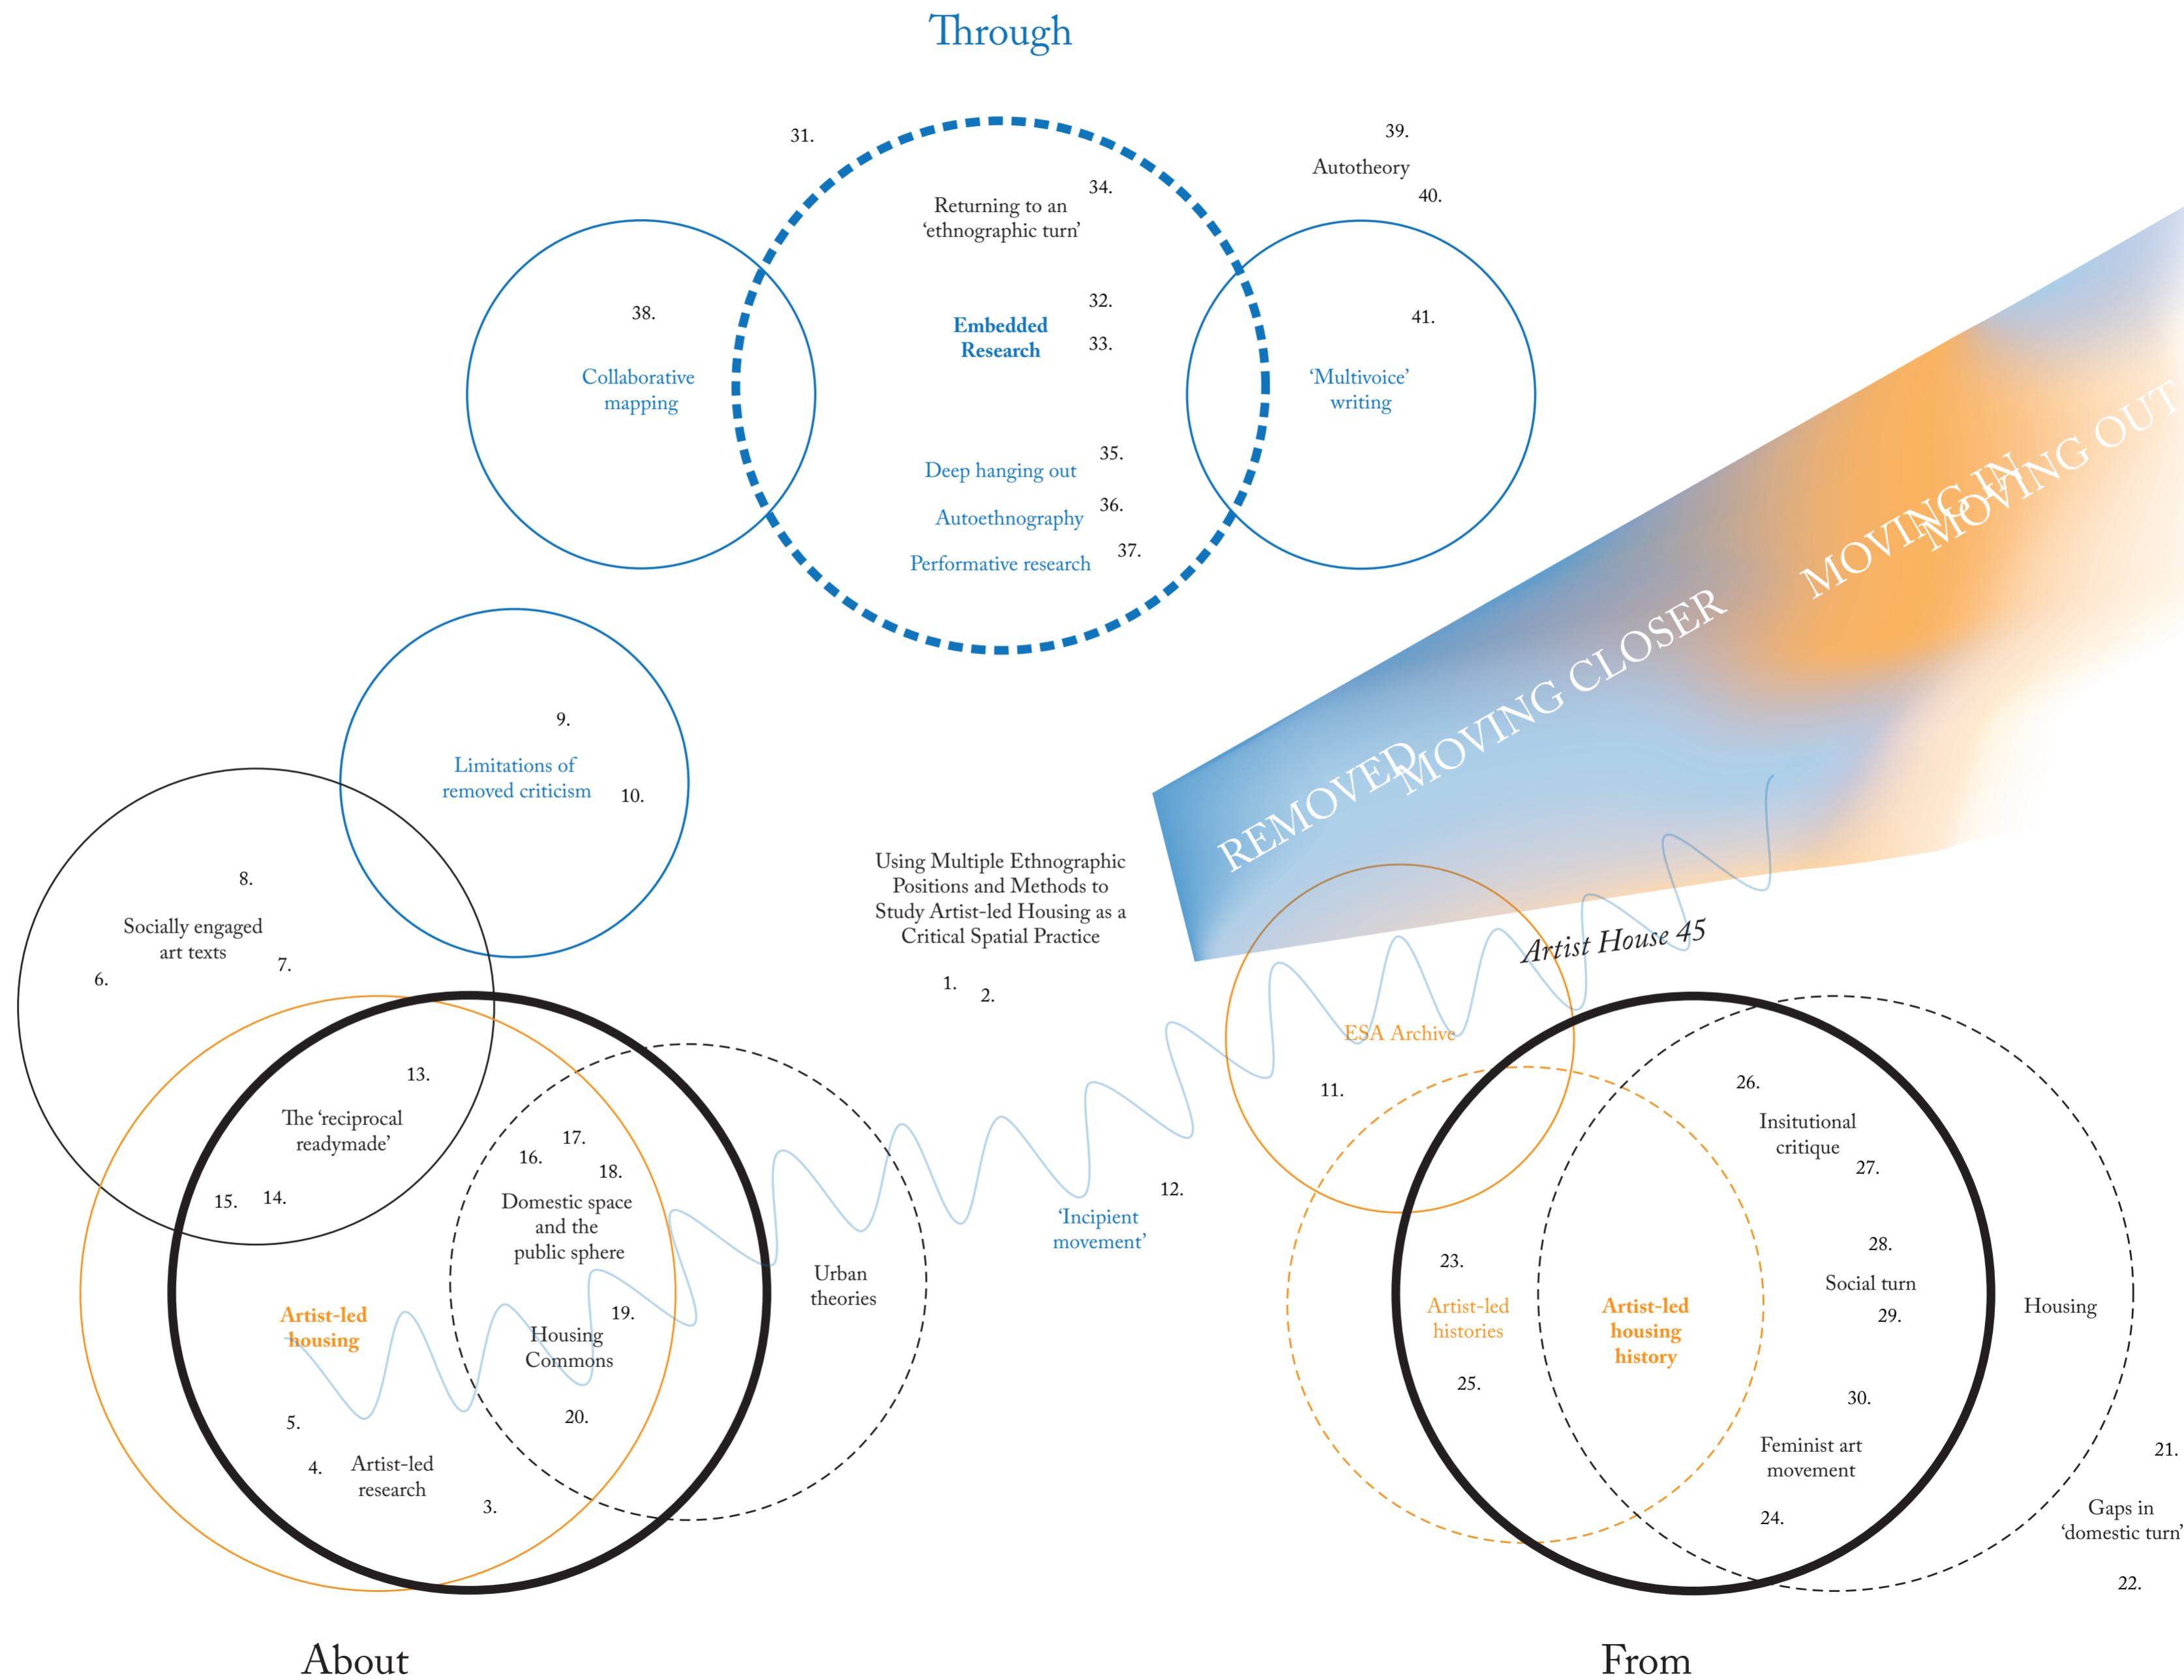 Through
31.
39.
Autotheory
40.
34.
Returning to an
‘ethnographic turn’
32.
Embedded
Research
33.
38.
Collaborative
mapping
41.
‘Multivoice’
writing
35.
Deep hanging out
36.
Autoethnography
37.
Performative research
REMOVED
MOVING CLOSER
MOVING IN
MOVING OUT
9.
Limitations of
removed criticism
10.
8.
Socially engaged
art texts
7.
6.
Using Multiple Ethnographic
Positions and Methods to
Study Artist-led Housing as a
Critical Spatial Practice
1.
2.
Artist House 45
ESA Archive
11.
13.
The ‘reciprocal
readymade’
15.
14.
17.
16.
18.
Domestic space
and the
public sphere
19.
Housing
Commons
20.
Urban
theories
Artist-led
housing
5.
4.
Artist-led
research
3.
12.
‘Incipient
movement’
26.
Insitutional
critique
27.
28.
Social turn
29.
23.
Artist-led
histories
25.
Artist-led
housing
history
Housing
30.
Feminist art
movement
24.
21.
Gaps in
‘domestic turn’
22.
About
From